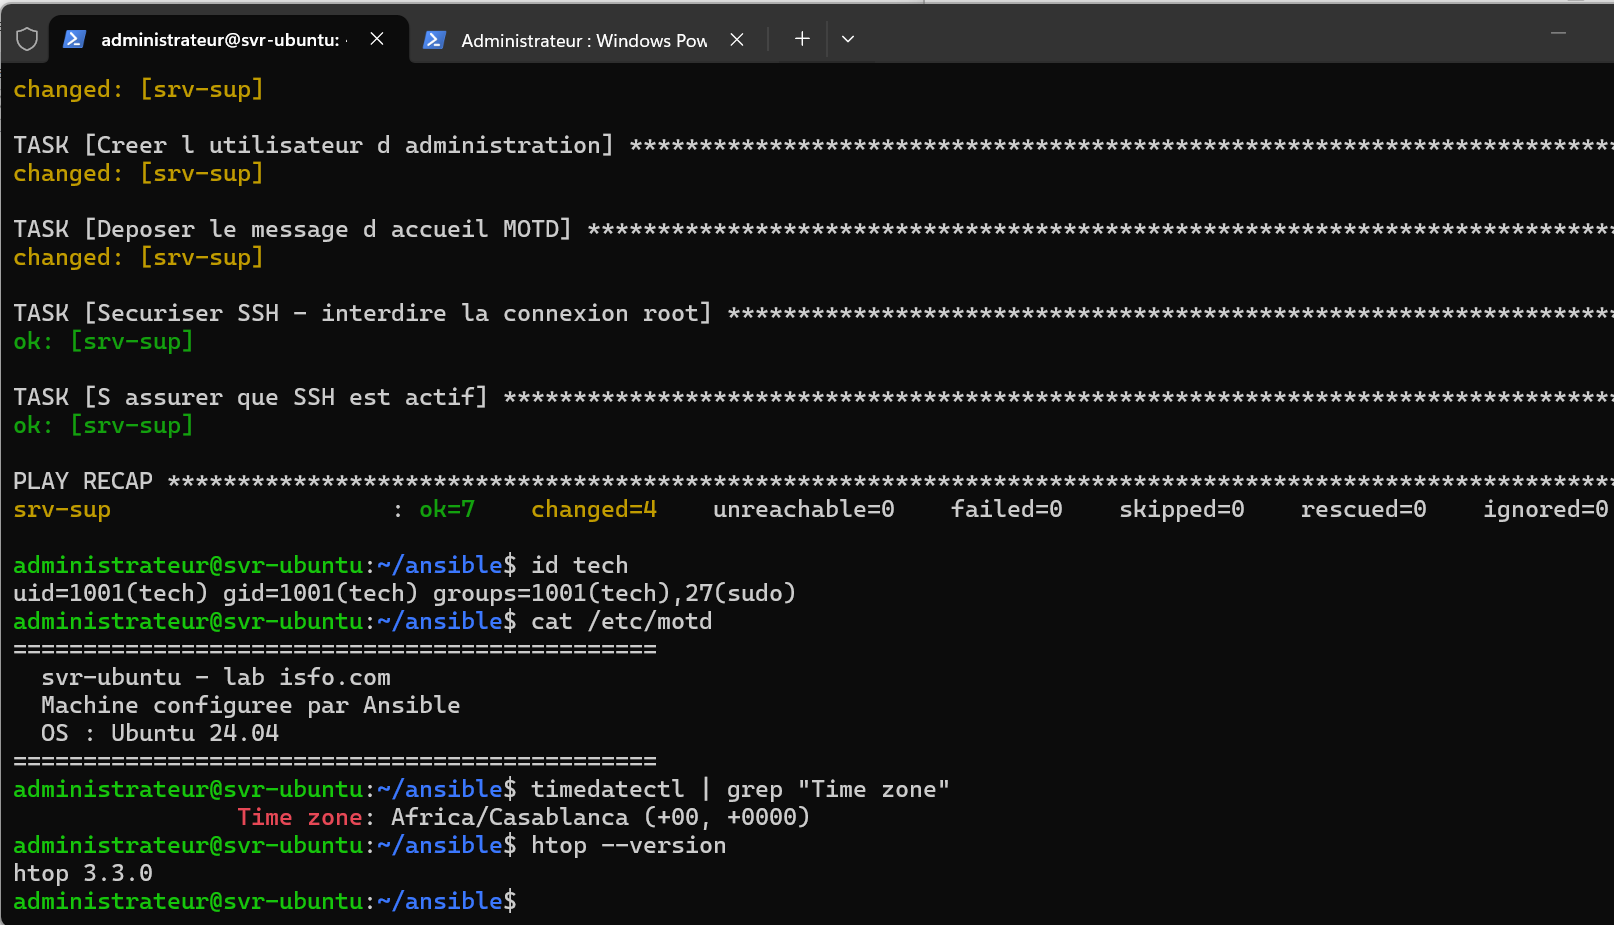 administrateur@svr-ubuntu: Administrateur : Windows Pow
changed: [srv-sup]
TASK [Creer l utilisateur d administration] **********************************************************************
changed: [srv-sup]
TASK [Deposer le message d accueil MOTD] *************************************************************************
changed: [srv-sup]
TASK [Securiser SSH - interdire la connexion root] ***************************************************************
ok: [srv-sup]
TASK [S assurer que SSH est actif] *******************************************************************************
ok: [srv-sup]
PLAY RECAP *******************************************************************************************************
srv-sup                    : ok=7    changed=4    unreachable=0    failed=0    skipped=0    rescued=0    ignored=0
administrateur@svr-ubuntu:~/ansible$ id tech
uid=1001(tech) gid=1001(tech) groups=1001(tech),27(sudo)
administrateur@svr-ubuntu:~/ansible$ cat /etc/motd
==============================================
  svr-ubuntu - lab isfo.com
  Machine configuree par Ansible
  OS : Ubuntu 24.04
==============================================
administrateur@svr-ubuntu:~/ansible$ timedatectl | grep "Time zone"
                Time zone: Africa/Casablanca (+00, +0000)
administrateur@svr-ubuntu:~/ansible$ htop --version
htop 3.3.0
administrateur@svr-ubuntu:~/ansible$